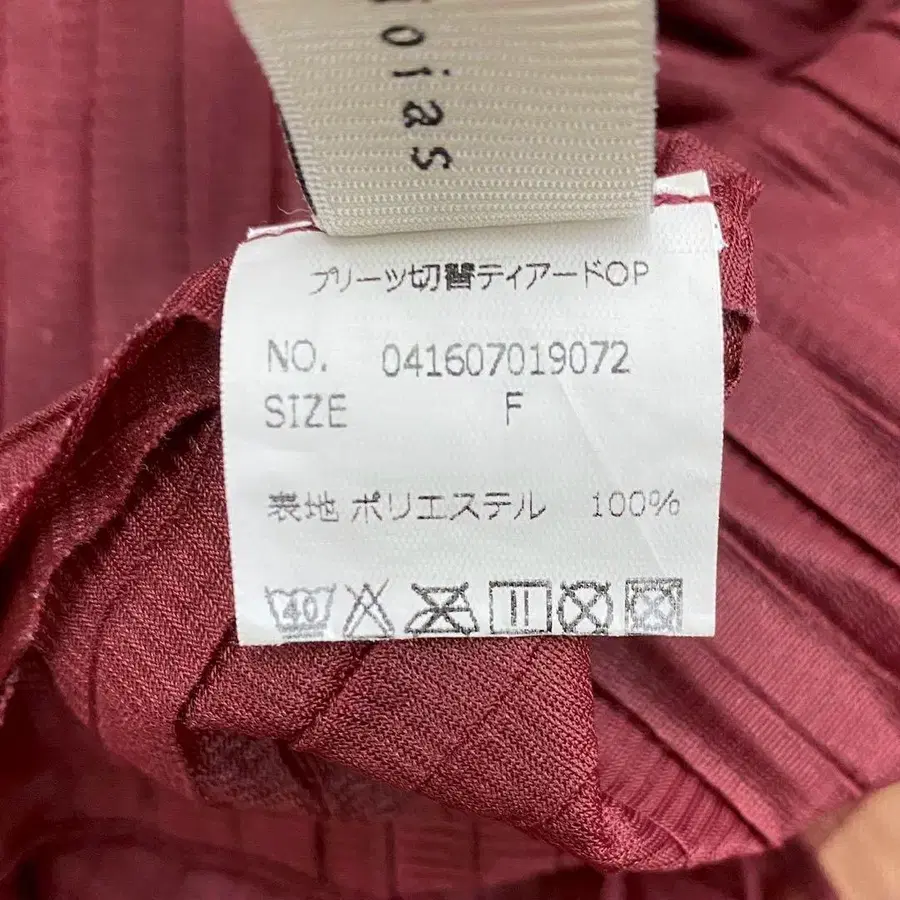 oias
プリーツ切替ティアードOP
NO. 041607019072
SIZE F
表地 ポリエステル 100%
40